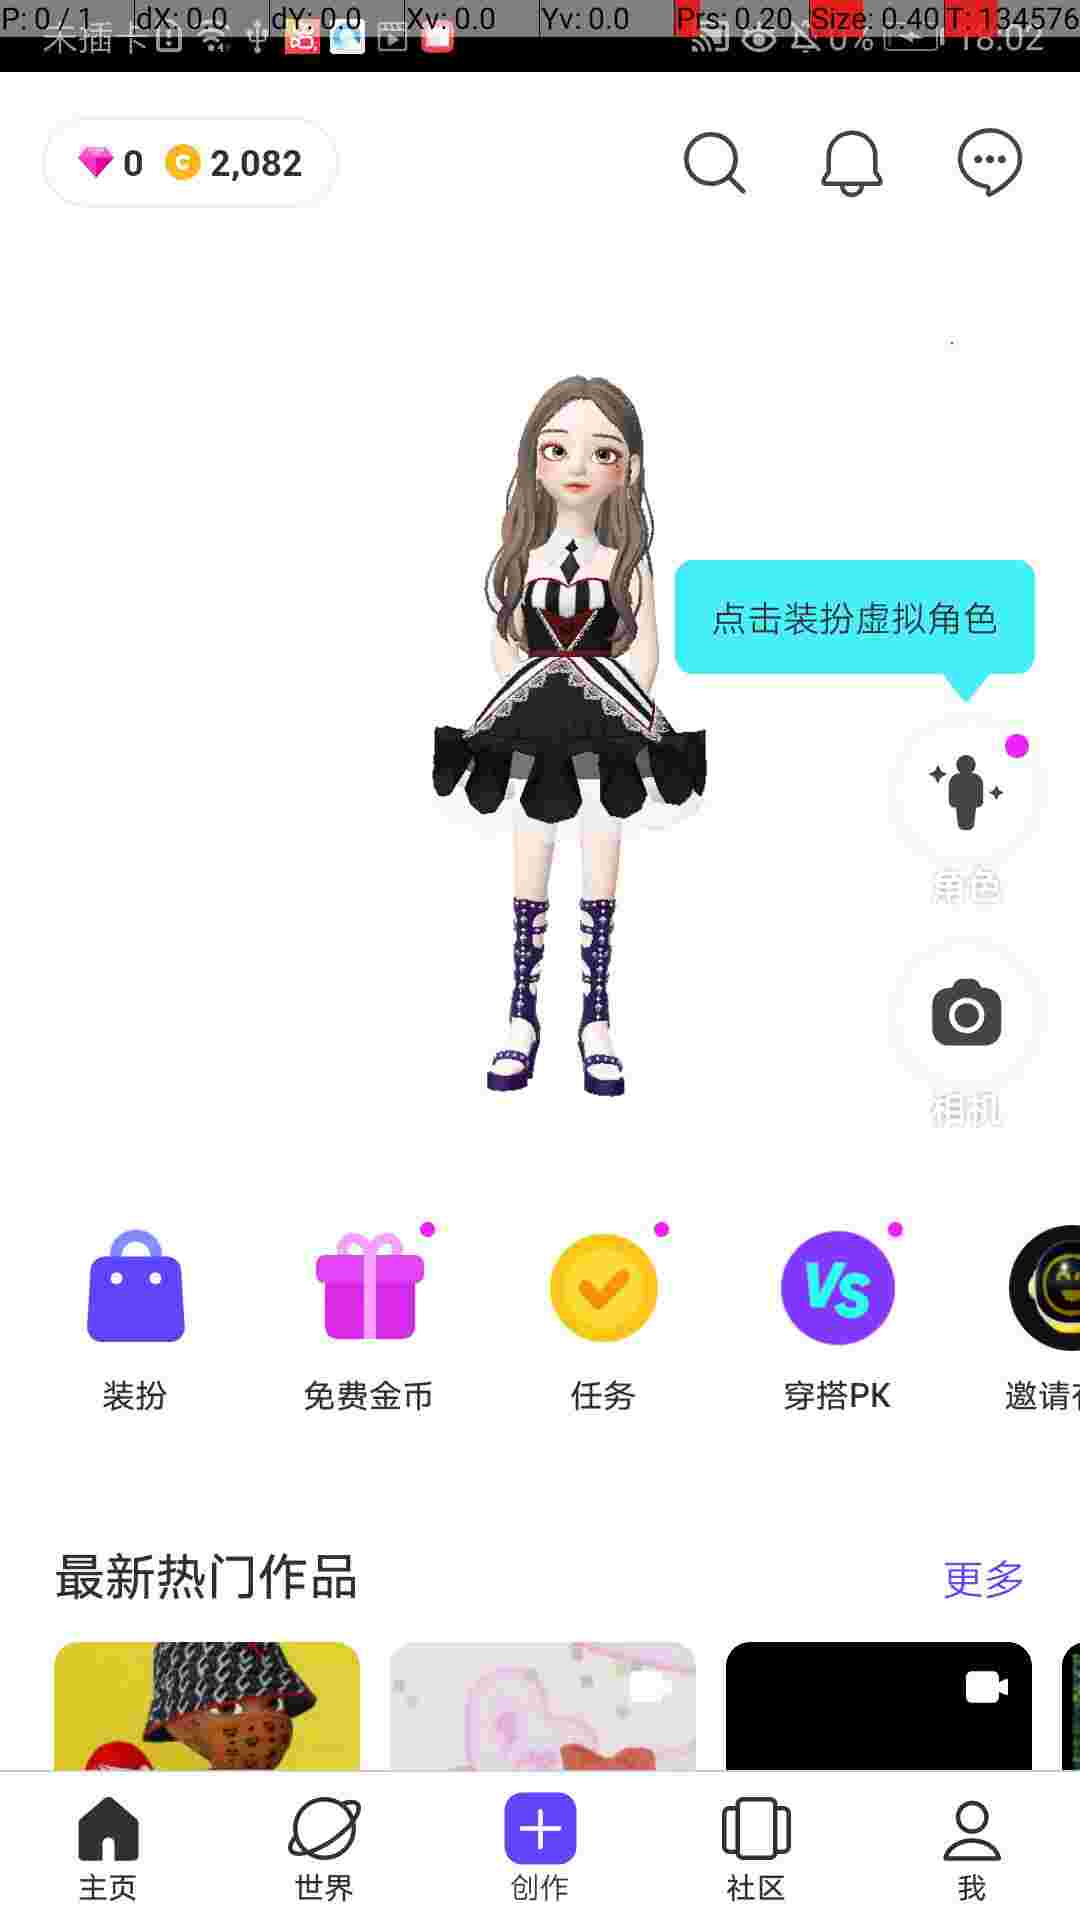 P: 0 / 1 dX: 0.0 dY: 0.0 Xv: 0.0 Yv: 0.0 Prs: 0.20 Size: 0.40 T: 134576
未插卡 0% 18:02
0 2,082
点击装扮虚拟角色
角色
相机
VS
装扮 免费金币 任务 穿搭PK 邀请
最新热门作品 更多
主页 世界 创作 社区 我